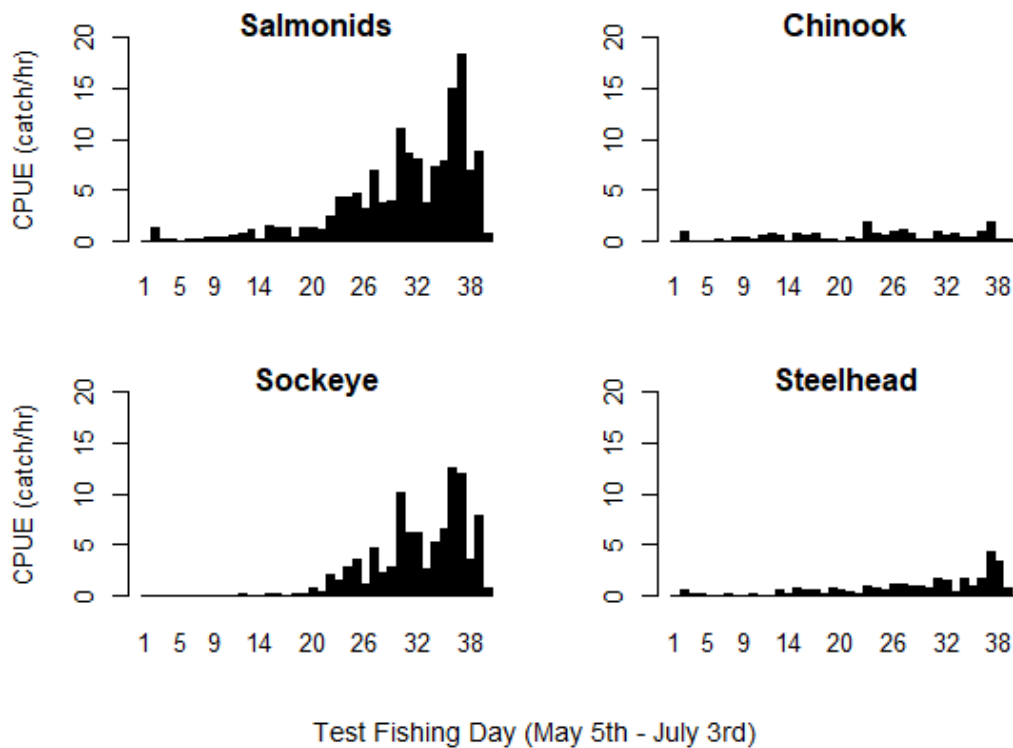 Salmonids
CPUE (catch/hr)
0 5 10 15 20
1 5 9 14 20 26 32 38
Chinook
0 5 10 15 20
1 5 9 14 20 26 32 38
Sockeye
CPUE (catch/hr)
0 5 10 15 20
1 5 9 14 20 26 32 38
Steelhead
0 5 10 15 20
1 5 9 14 20 26 32 38
Test Fishing Day (May 5th - July 3rd)